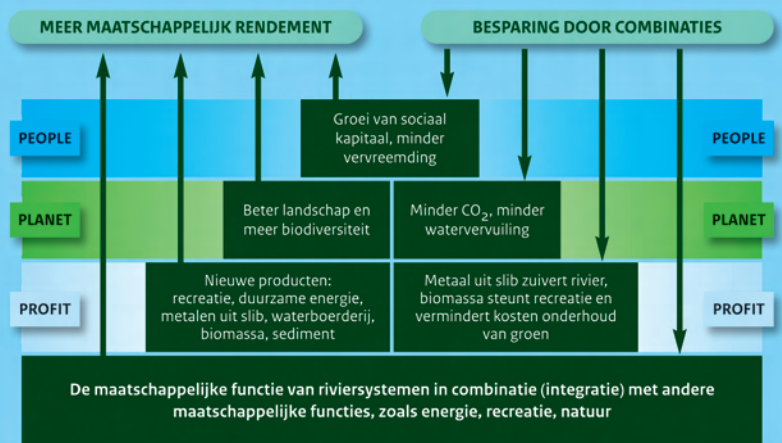 MEER MAATSCHAPPELIJK RENDEMENT
BESPARING DOOR COMBINATIES
PEOPLE
Groei van sociaal
kapitaal, minder
vervreemding
PEOPLE
PLANET
Beter landschap en
meer biodiversiteit
Minder CO₂, minder
watervervuiling
PLANET
PROFIT
Nieuwe producten:
recreatie, duurzame energie,
metalen uit slib, waterboerderij,
biomassa, sediment
Metaal uit slib zuivert rivier,
biomassa steunt recreatie en
vermindert kosten onderhoud
van groen
PROFIT
De maatschappelijke functie van riviersystemen in combinatie (integratie) met andere
maatschappelijke functies, zoals energie, recreatie, natuur